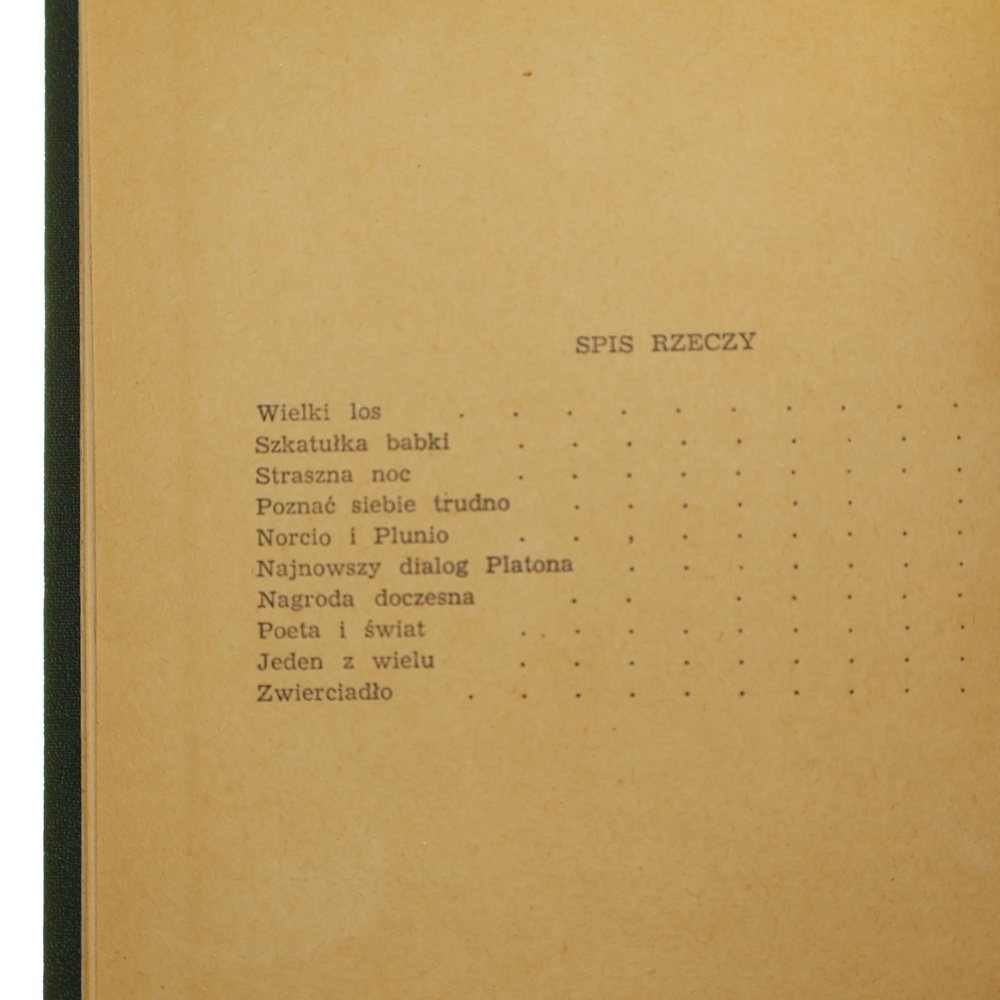 SPIS RZECZY
Wielki los . . . . . . . . . .
Szkatułka babki . . . . . . . . .
Straszna noc . . . . . . . . .
Poznać siebie trudno . . . . . . .
Norcio i Plunio . . . . . . . . .
Najnowszy dialog Platona . . . . . . .
Nagroda doczesna . . . . . . .
Poeta i świat . . . . . . . . . .
Jeden z wielu . . . . . . . . .
Zwierciadło . . . . . . . . . .